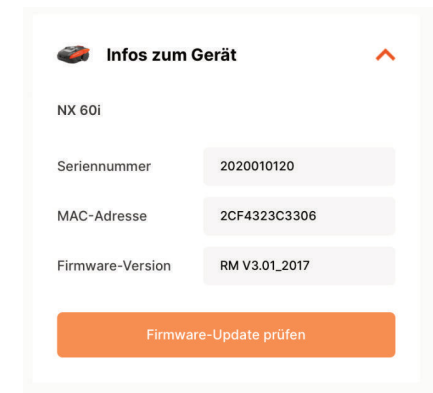 Infos zum Gerät
NX 60i
Seriennummer 2020010120
MAC-Adresse 2CF4323C3306
Firmware-Version RM V3.01_2017
Firmware-Update prüfen